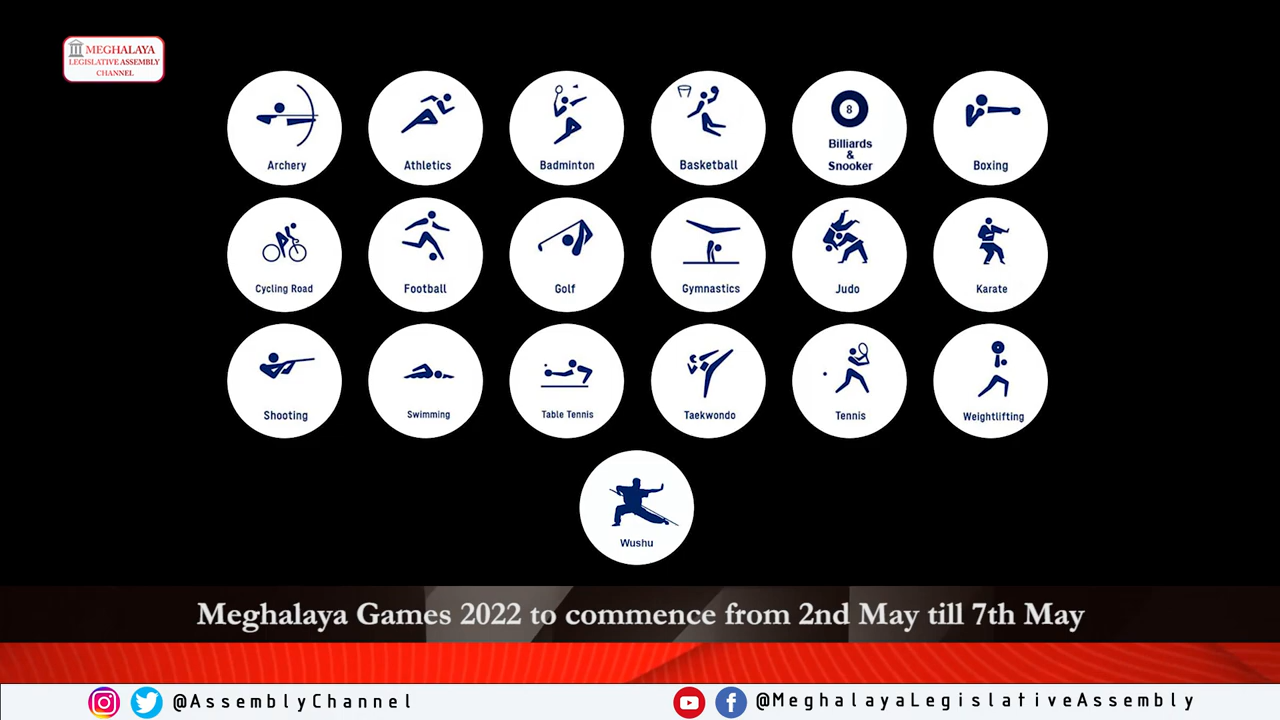 MEGHALAYA
LEGISLATIVE ASSEMBLY
CHANNEL
Archery
Athletics
Badminton
Basketball
8
Billiards
&
Snooker
Boxing
Cycling Road
Football
Golf
Gymnastics
Judo
Karate
Shooting
Swimming
Table Tennis
Taekwondo
Tennis
Weightlifting
Wushu
Meghalaya Games 2022 to commence from 2nd May till 7th May
@AssemblyChannel
@MeghalayaLegislativeAssembly